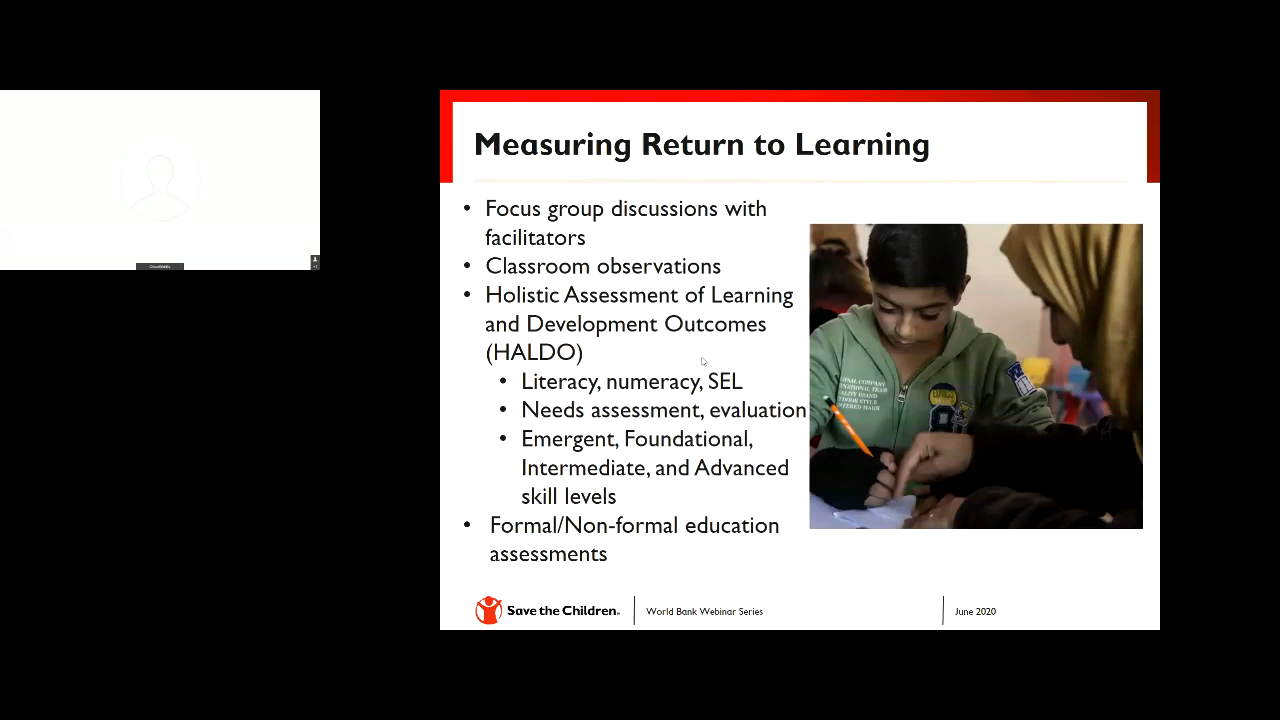 Measuring Return to Learning
• Focus group discussions with
facilitators
• Classroom observations
• Holistic Assessment of Learning
and Development Outcomes
(HALDO)
• Literacy, numeracy, SEL
• Needs assessment, evaluation
• Emergent, Foundational,
Intermediate, and Advanced
skill levels
• Formal/Non-formal education
assessments
Save the Children.
World Bank Webinar Series
June 2020